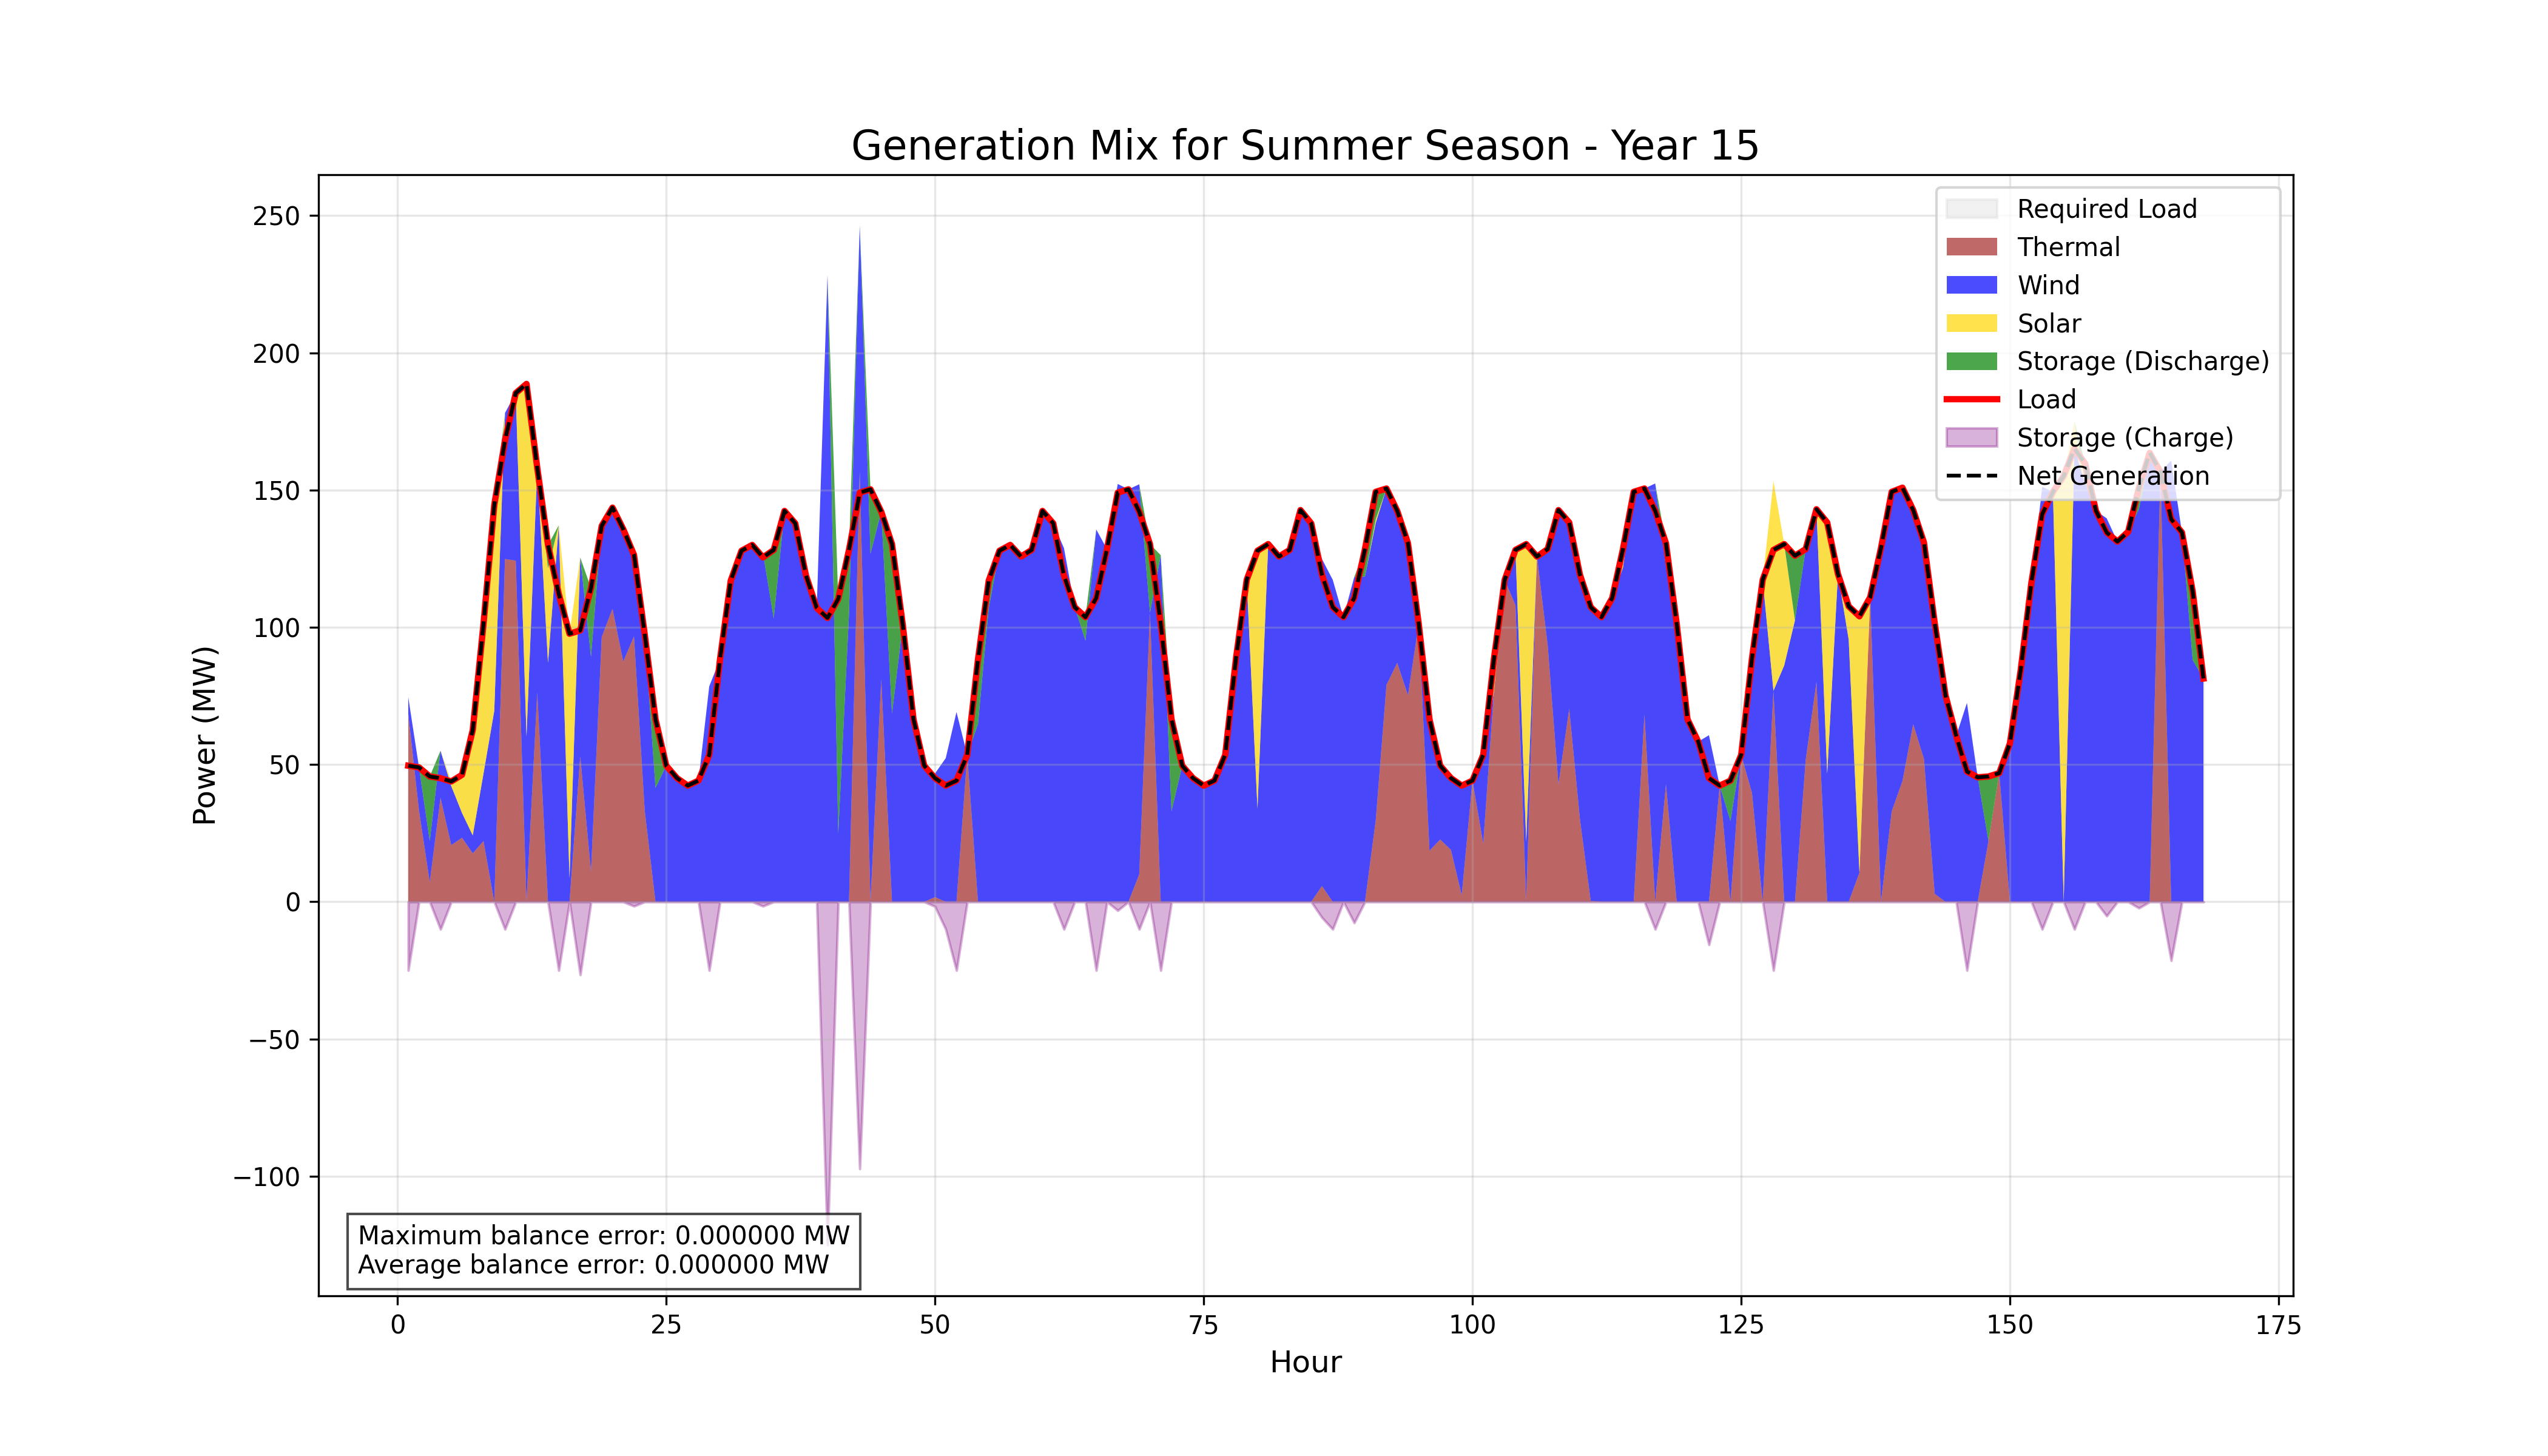 Generation Mix for Summer Season - Year 15
Power (MW)
250
200
150
100
50
0
−50
−100
Required Load
Thermal
Wind
Solar
Storage (Discharge)
Load
Storage (Charge)
Net Generation
Maximum balance error: 0.000000 MW
Average balance error: 0.000000 MW
0 25 50 75 100 125 150 175
Hour